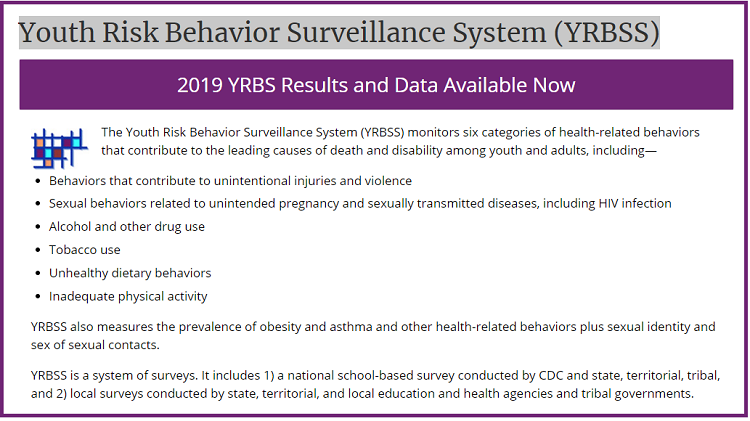 Youth Risk Behavior Surveillance System (YRBSS)
2019 YRBS Results and Data Available Now
The Youth Risk Behavior Surveillance System (YRBSS) monitors six categories of health-related behaviors
that contribute to the leading causes of death and disability among youth and adults, including—
• Behaviors that contribute to unintentional injuries and violence
• Sexual behaviors related to unintended pregnancy and sexually transmitted diseases, including HIV infection
• Alcohol and other drug use
• Tobacco use
• Unhealthy dietary behaviors
• Inadequate physical activity
YRBSS also measures the prevalence of obesity and asthma and other health-related behaviors plus sexual identity and
sex of sexual contacts.
YRBSS is a system of surveys. It includes 1) a national school-based survey conducted by CDC and state, territorial, tribal,
and 2) local surveys conducted by state, territorial, and local education and health agencies and tribal governments.